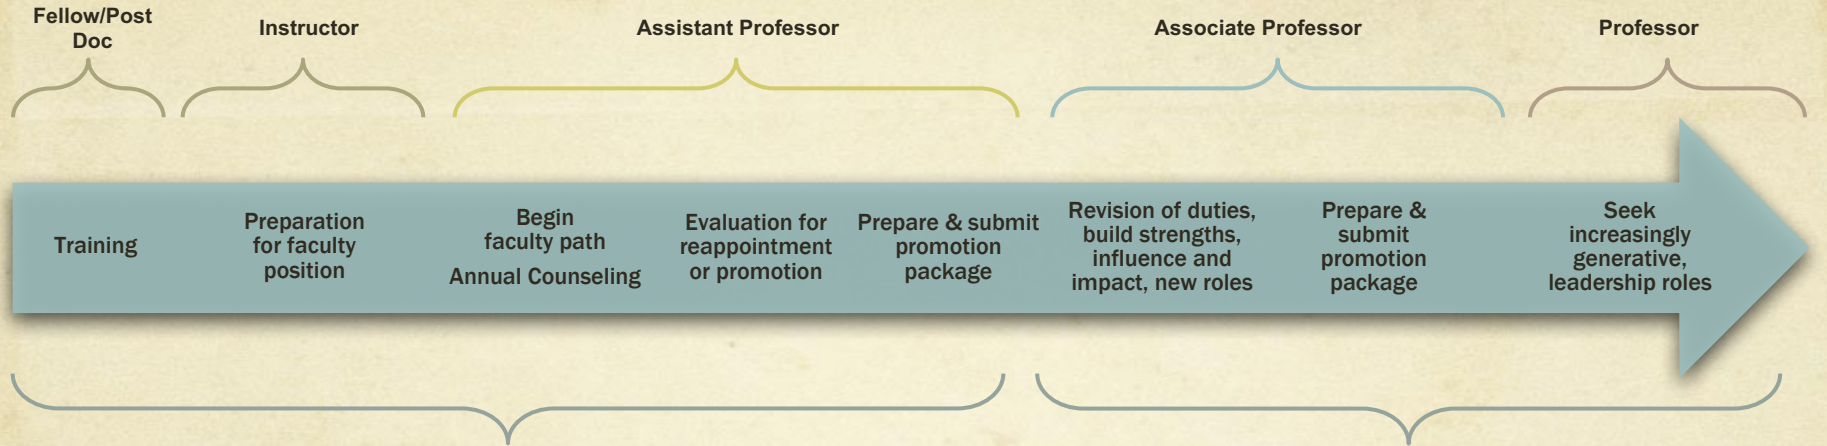 Fellow/Post
Doc
Instructor
Assistant Professor
Associate Professor
Professor
Training
Preparation
for faculty
position
Begin
faculty path
Annual Counseling
Evaluation for
reappointment
or promotion
Prepare & submit
promotion
package
Revision of duties,
build strengths,
influence and
impact, new roles
Prepare &
submit
promotion
package
Seek
increasingly
generative,
leadership roles